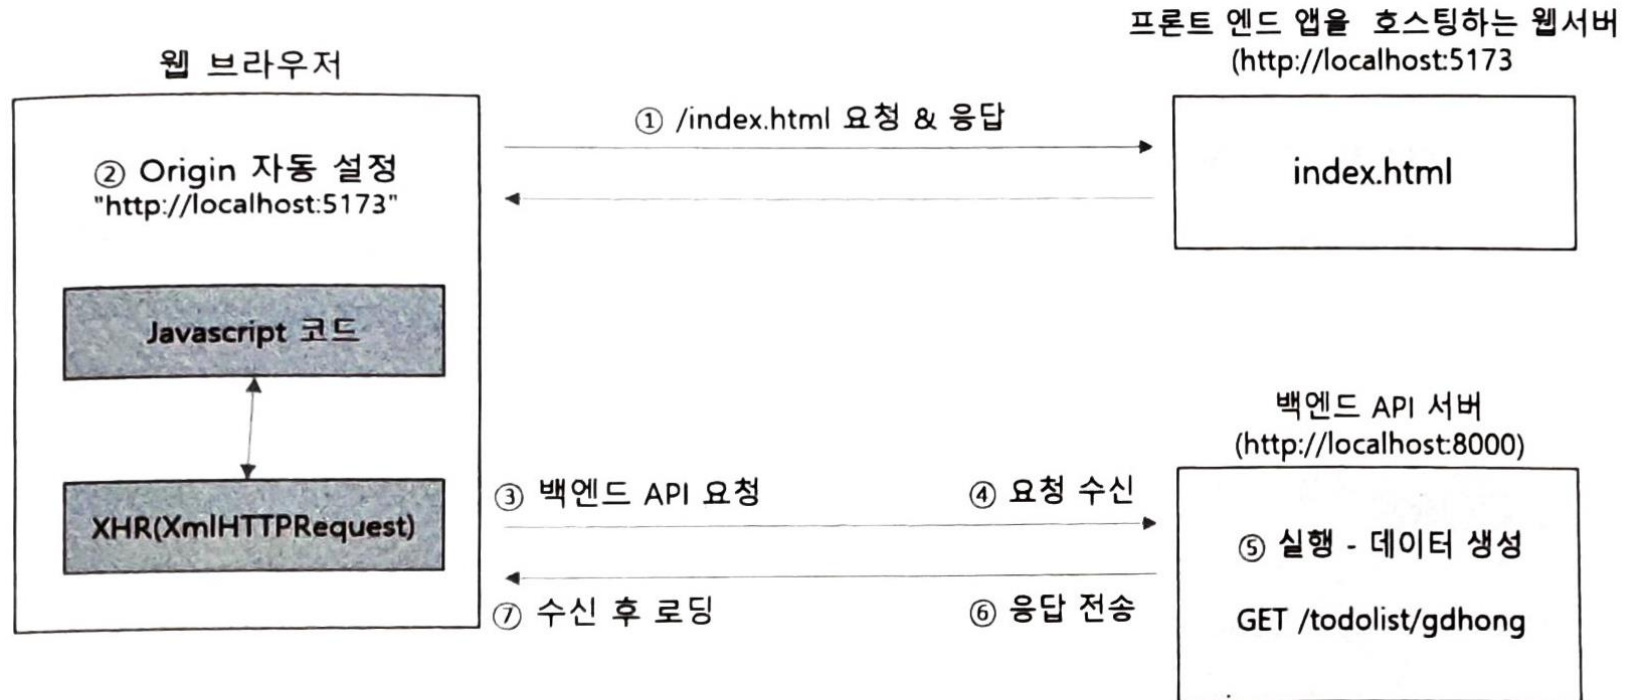 프론트 엔드 앱을 호스팅하는 웹서버
(http://localhost:5173
웹 브라우저
① /index.html 요청 & 응답
② Origin 자동 설정
"http://localhost:5173"
index.html
Javascript 코드
백엔드 API 서버
(http://localhost:8000)
③ 백엔드 API 요청
④ 요청 수신
XHR(XmlHTTPRequest)
⑤ 실행 - 데이터 생성
⑦ 수신 후 로딩
⑥ 응답 전송
GET /todolist/gdhong